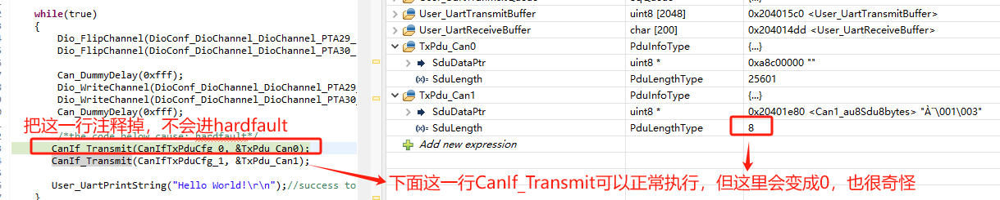 while(true)
{
Dio_FlipChannel(DioConf_DioChannel_DioChannel_PTA29_
Dio_FlipChannel(DioConf_DioChannel_DioChannel_PTA30_
Can_DummyDelay(0xfff);
Dio_WriteChannel(DioConf_DioChannel_DioChannel_PTA29_
Dio_WriteChannel(DioConf_DioChannel_DioChannel_PTA30_
Can_DummyDelay(0xfff);
把这一行注释掉，不会进hardfault
/*the code below cause hardfault*/
CanIf_Transmit(CanIfTxPduCfg_0, &TxPdu_Can0);
CanIf_Transmit(CanIfTxPduCfg_1, &TxPdu_Can1);
User_UartPrintString("Hello World!\r\n");//success to
}
User_UartTransmitBuffer uint8 [2048] 0x204015c0 <User_UartTransmitBuffer>
User_UartReceiveBuffer char [200] 0x204014dd <User_UartReceiveBuffer>
TxPdu_Can0 PduInfoType {...}
SduDataPtr uint8 * 0xa8c00000 ""
(x)= SduLength PduLengthType 25601
TxPdu_Can1 PduInfoType {...}
SduDataPtr uint8 * 0x20401e80 <Can1_au8Sdu8bytes> "À¨\001\003"
(x)= SduLength PduLengthType 8
Add new expression
下面这一行CanIf_Transmit可以正常执行，但这里会变成0，也很奇怪